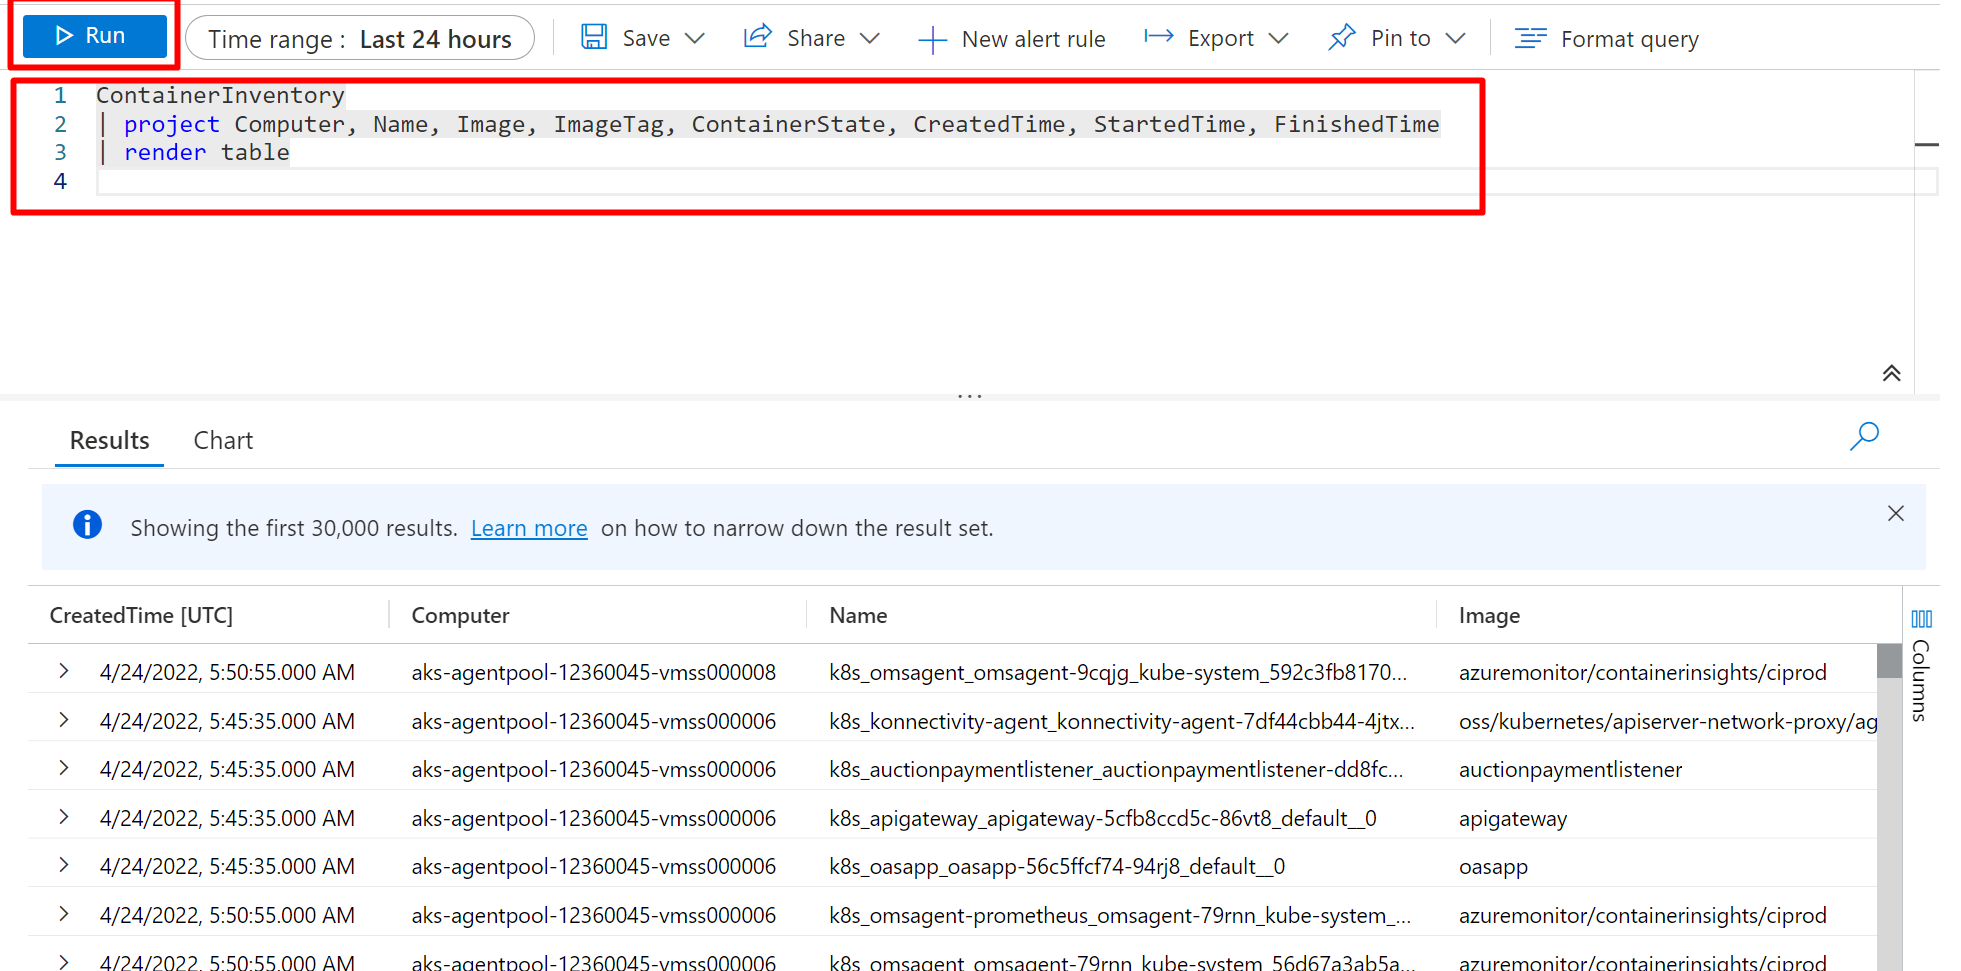 Run Time range : Last 24 hours Save Share New alert rule Export Pin to Format query
1 ContainerInventory
2 | project Computer, Name, Image, ImageTag, ContainerState, CreatedTime, StartedTime, FinishedTime
3 | render table
4
...
Results Chart
Showing the first 30,000 results. Learn more on how to narrow down the result set.
CreatedTime [UTC] Computer Name Image
Columns
4/24/2022, 5:50:55.000 AM aks-agentpool-12360045-vmss000008 k8s_omsagent_omsagent-9cqjg_kube-system_592c3fb8170... azuremonitor/containerinsights/ciprod
4/24/2022, 5:45:35.000 AM aks-agentpool-12360045-vmss000006 k8s_konnectivity-agent_konnectivity-agent-7df44cbb44-4jtx... oss/kubernetes/apiserver-network-proxy/ag
4/24/2022, 5:45:35.000 AM aks-agentpool-12360045-vmss000006 k8s_auctionpaymentlistener_auctionpaymentlistener-dd8fc... auctionpaymentlistener
4/24/2022, 5:45:35.000 AM aks-agentpool-12360045-vmss000006 k8s_apigateway_apigateway-5cfb8ccd5c-86vt8_default__0 apigateway
4/24/2022, 5:45:35.000 AM aks-agentpool-12360045-vmss000006 k8s_oasapp_oasapp-56c5ffcf74-94rj8_default__0 oasapp
4/24/2022, 5:50:55.000 AM aks-agentpool-12360045-vmss000006 k8s_omsagent-prometheus_omsagent-79rnn_kube-system_... azuremonitor/containerinsights/ciprod
4/24/2022, 5:50:55.000 AM aks-agentpool-12360045-vmss000006 k8s_omsagent_omsagent-79rnn_kube-system_56d67a3ab5a... azuremonitor/containerinsights/ciprod